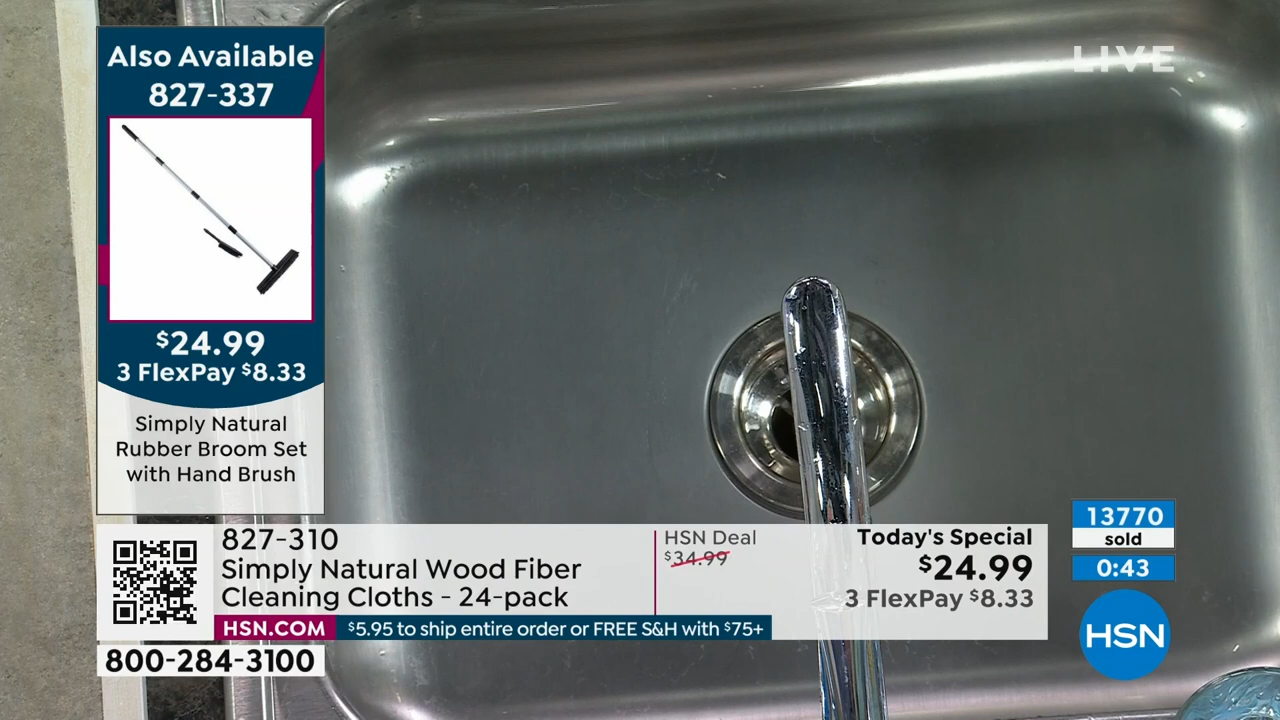 Also Available
827-337
$24.99
3 FlexPay $8.33
Simply Natural
Rubber Broom Set
with Hand Brush
LIVE
827-310
Simply Natural Wood Fiber
Cleaning Cloths - 24-pack
HSN Deal
$34.99
Today's Special
$24.99
3 FlexPay $8.33
HSN.COM $5.95 to ship entire order or FREE S&H with $75+
800-284-3100
13770
sold
0:43
HSN